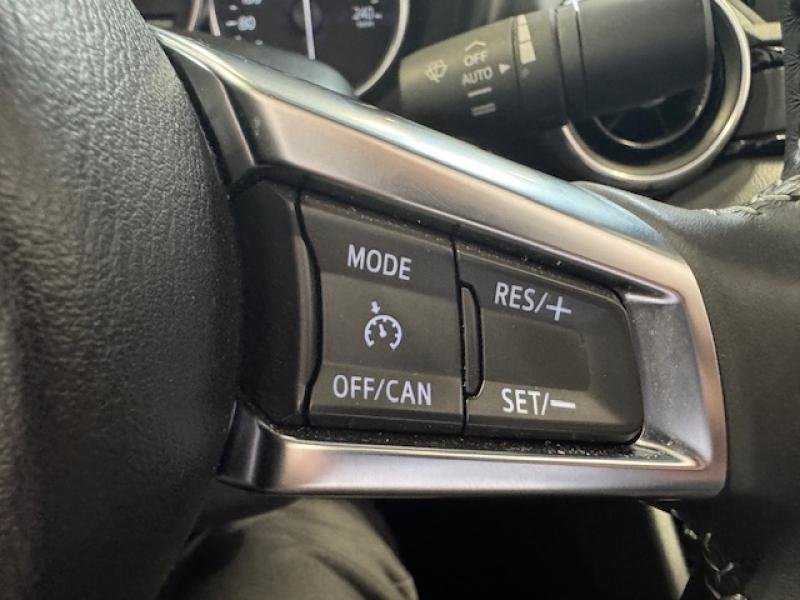 80
240
OFF
AUTO
MODE
RES/+
OFF/CAN
SET/−